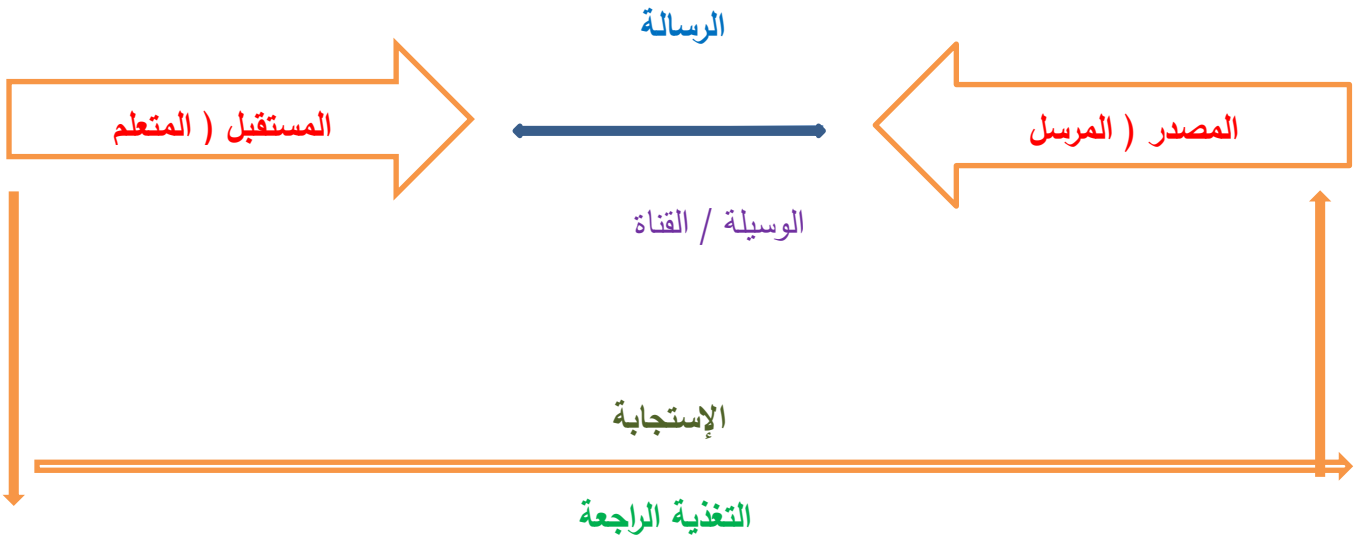 الرسالة
المصدر ( المرسل
المستقبل ( المتعلم
الوسيلة / القناة
الإستجابة
التغذية الراجعة